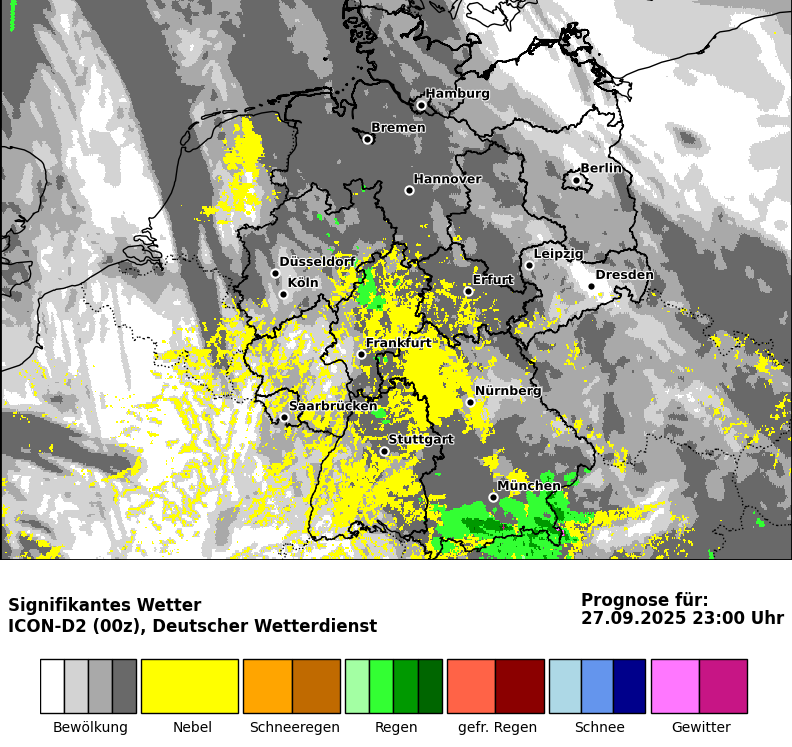 Hamburg
Bremen
Berlin
Hannover
Leipzig
Düsseldorf
Dresden
Erfurt
Köln
Frankfurt
Nürnberg
Saarbrücken
Stuttgart
München
Signifikantes Wetter
ICON-D2 (00z), Deutscher Wetterdienst
Prognose für:
27.09.2025 23:00 Uhr
Bewölkung Nebel Schneeregen Regen gefr. Regen Schnee Gewitter